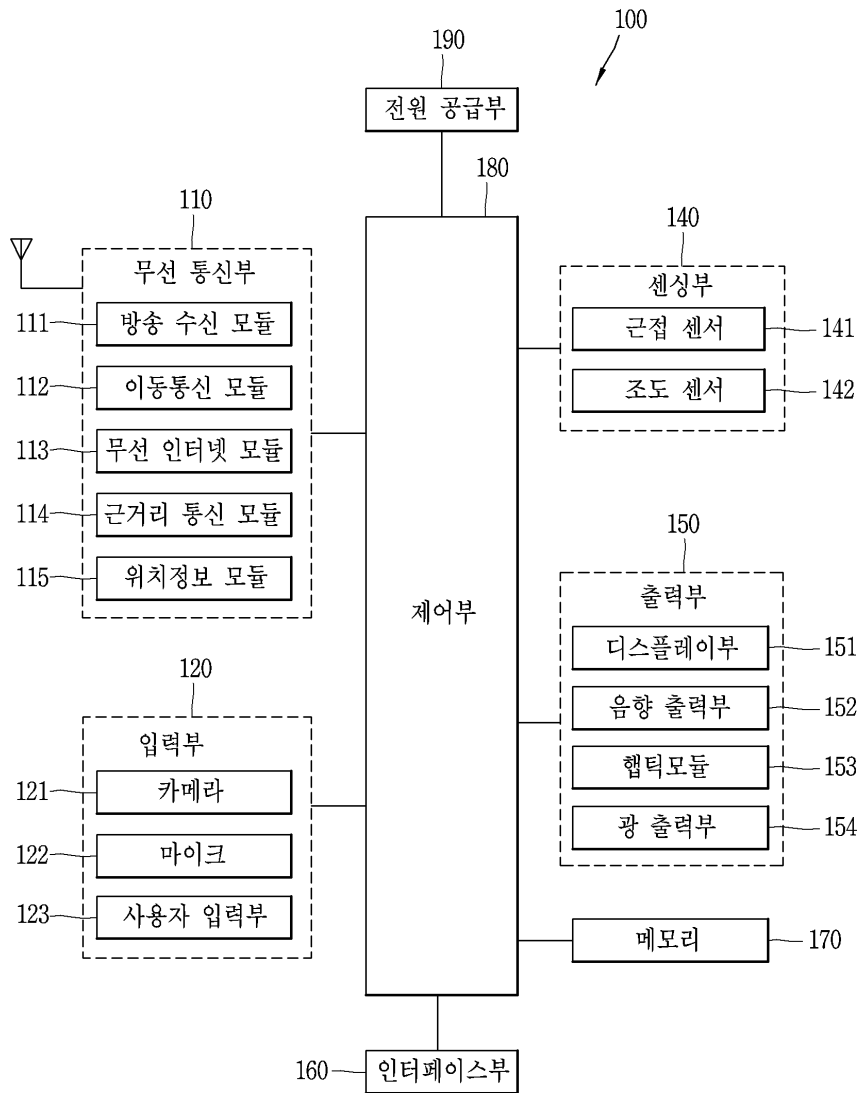 100
190
전원 공급부
180
110
무선 통신부
111 방송 수신 모듈
112 이동통신 모듈
113 무선 인터넷 모듈
114 근거리 통신 모듈
115 위치정보 모듈
120
입력부
121 카메라
122 마이크
123 사용자 입력부
제어부
140
센싱부
근접 센서 141
조도 센서 142
150
출력부
디스플레이부 151
음향 출력부 152
햅틱모듈 153
광 출력부 154
메모리 170
160 인터페이스부